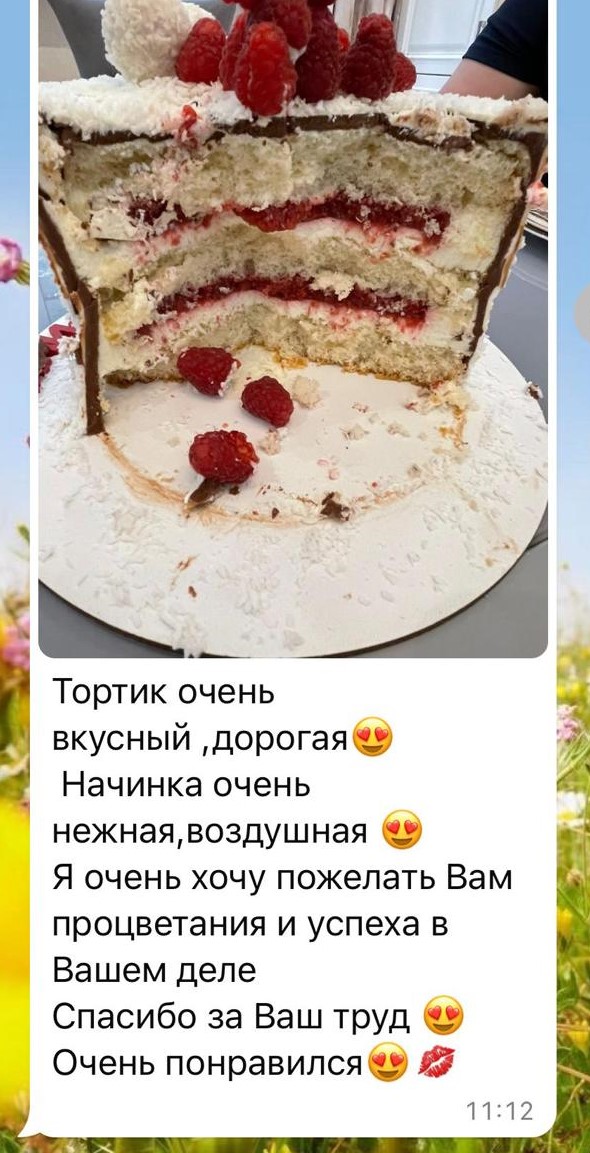 Тортик очень
вкусный ,дорогая😍
Начинка очень
нежная,воздушная 😍
Я очень хочу пожелать Вам
процветания и успеха в
Вашем деле
Спасибо за Ваш труд 😍
Очень понравился😍💋
11:12